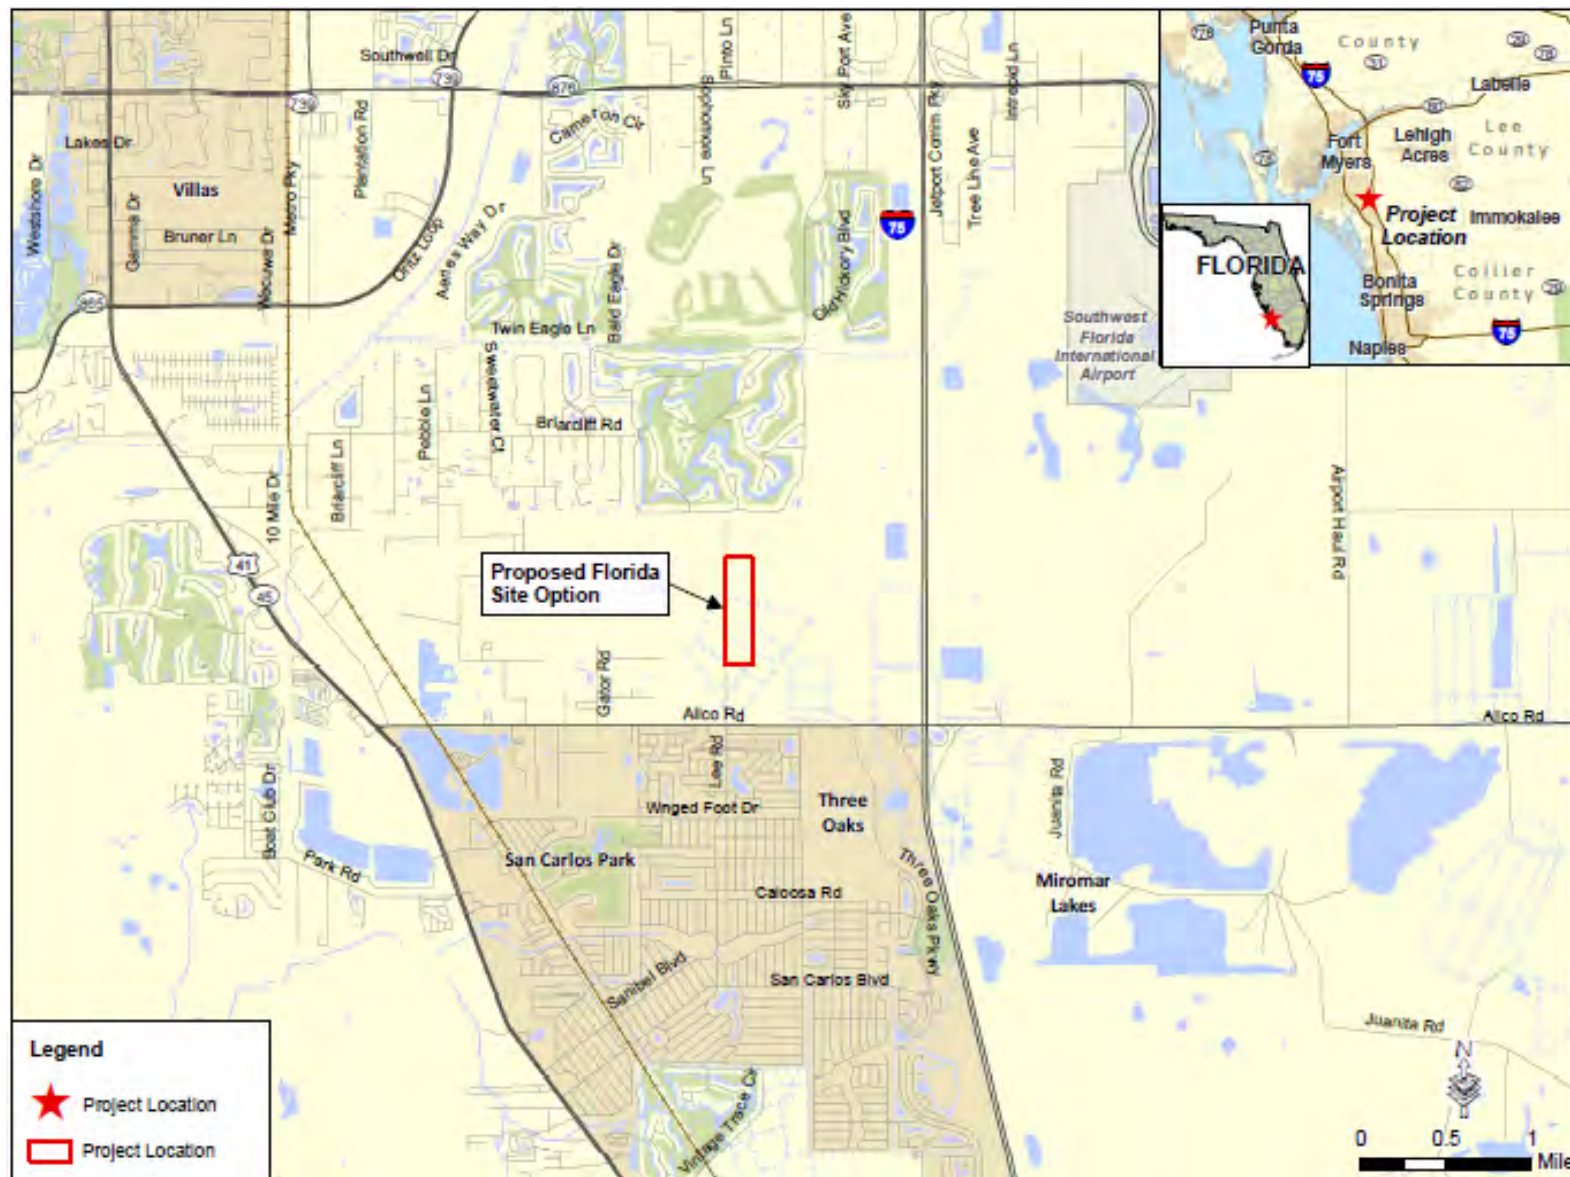 Southwell Dr
739
876
Pinto Ln
Sophomore Ln
Sky Port Ave
Jetport Comm Pky
Intrepid Ln
Tree Line Ave
739
Lakes Dr
Westshore Dr
Villas
Gamma Dr
Bruner Ln
Wacuwa Dr
Metro Pky
Plantation Rd
Cameron Cir
Ortiz Loop
Aeries Way Dr
Bald Eagle Dr
Old Hickory Blvd
75
865
Twin Eagle Ln
Sweetwater Ct
Pebble Ln
Briarcliff Rd
Briarcliff Ln
10 Mile Dr
Southwest
Florida
International
Airport
Airport Haul Rd
41
45
Proposed Florida
Site Option
Gator Rd
Alico Rd
Alico Rd
Lee Rd
Boat Club Dr
Park Rd
Winged Foot Dr
Three
Oaks
San Carlos Park
Caloosa Rd
Three Oaks Pkwy
Juanita Rd
Miromar
Lakes
Sanibel Blvd
San Carlos Blvd
Juanita Rd
Vintage Trace Cir
Punta
Gorda
County
31
75
Labelle
Fort
Myers
Lehigh
Acres
Lee
County
Project
Location
Immokalee
Bonita
Springs
Collier
County
29
Naples
75
FLORIDA
Legend
Project Location
Project Location
N
0 0.5 1
Mile